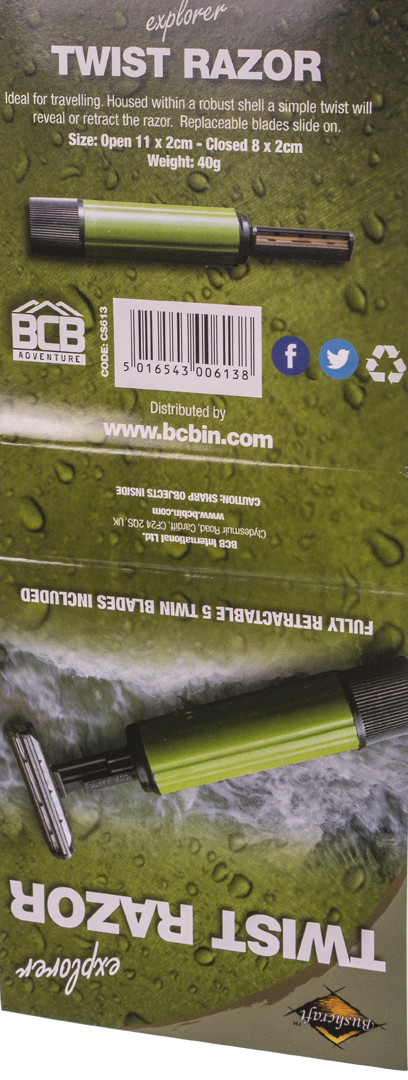 explorer
TWIST RAZOR
Ideal for travelling. Housed within a robust shell a simple twist will
reveal or retract the razor. Replaceable blades slide on.
Size: Open 11 x 2cm - Closed 8 x 2cm
Weight: 40g
BCB
ADVENTURE
CODE: CS613
5 016543 006138
Distributed by
www.bcbin.com
BCB International Ltd.
Clydesmuir Road, Cardiff, CF24 2QS, UK
www.bcbin.com
CAUTION: SHARP OBJECTS INSIDE
Bushcraft
explorer
TWIST RAZOR
FULLY RETRACTABLE 5 TWIN BLADES INCLUDED